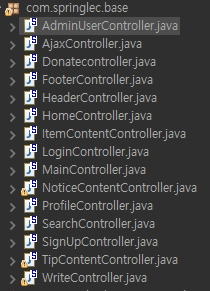 com.springlec.base
AdminUserController.java
AjaxController.java
Donatecontroller.java
FooterController.java
HeaderController.java
HomeController.java
ItemContentController.java
LoginController.java
MainController.java
NoticeContentController.java
ProfileController.java
SearchController.java
SignUpController.java
TipContentController.java
WriteController.java